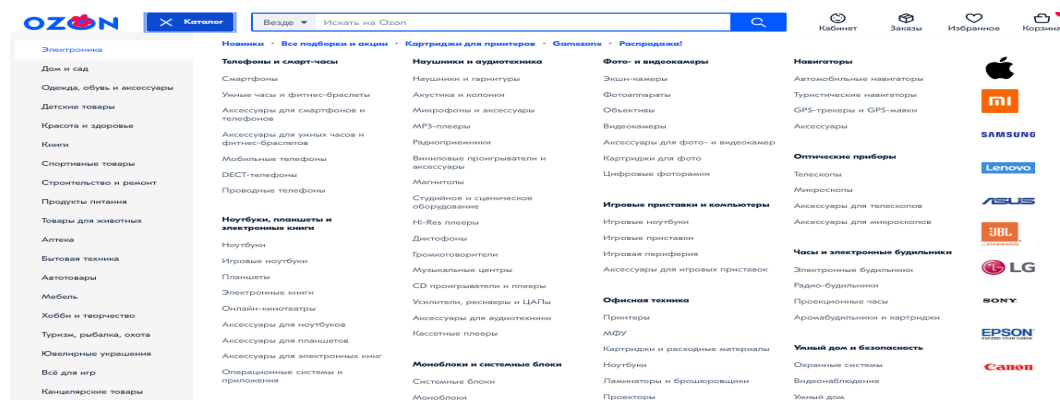 OZON
Каталог
Везде
Искать на Ozon
Кабинет
Заказы
Избранное
Корзина
Электроника
Дом и сад
Одежда, обувь и аксессуары
Детские товары
Красота и здоровье
Книги
Спортивные товары
Строительство и ремонт
Продукты питания
Товары для животных
Аптека
Бытовая техника
Автотовары
Мебель
Хобби и творчество
Туризм, рыбалка, охота
Ювелирные украшения
Всё для игр
Канцелярские товары
Новинки • Все подборки и акции • Картриджи для принтеров • Gamezone • Распродажа!
Телефоны и смарт-часы
Смартфоны
Умные часы и фитнес-браслеты
Аксессуары для смартфонов и
телефонов
Аксессуары для умных часов и
фитнес-браслетов
Мобильные телефоны
DECT-телефоны
Проводные телефоны
Ноутбуки, планшеты и
электронные книги
Ноутбуки
Игровые ноутбуки
Планшеты
Электронные книги
Онлайн-кинотеатры
Аксессуары для ноутбуков
Аксессуары для планшетов
Аксессуары для электронных книг
Операционные системы и
приложения
Наушники и аудиотехника
Наушники и гарнитуры
Акустика и колонки
Микрофоны и аксессуары
MP3-плееры
Радиоприемники
Виниловые проигрыватели и
аксессуары
Магнитолы
Студийное и сценическое
оборудование
Hi-Res плееры
Диктофоны
Громкоговорители
Музыкальные центры
CD проигрыватели и плееры
Усилители, ресиверы и ЦАПы
Аксессуары для аудиотехники
Кассетные плееры
Моноблоки и системные блоки
Системные блоки
Моноблоки
Фото- и видеокамеры
Экшн-камеры
Фотоаппараты
Объективы
Видеокамеры
Аксессуары для фото- и видеокамер
Картриджи для фото
Цифровые фоторамки
Игровые приставки и компьютеры
Игровые ноутбуки
Игровые приставки
Игровая периферия
Аксессуары для игровых приставок
Офисная техника
Принтеры
МФУ
Картриджи и расходные материалы
Ноутбуки
Ламинаторы и брошюровщики
Проекторы
Навигаторы
Автомобильные навигаторы
Туристические навигаторы
GPS-трекеры и GPS-маяки
Аксессуары
Оптические приборы
Телескопы
Микроскопы
Аксессуары для телескопов
Аксессуары для микроскопов
Часы и электронные будильники
Электронные будильники
Радио-будильники
Проекционные часы
Аромабудильники и картриджи
Умный дом и безопасность
Охранные системы
Видеонаблюдение
Умный дом
mi
SAMSUNG
Lenovo
ASUS
JBL
HARMAN
LG
SONY
EPSON
EXCEED YOUR VISION
Canon